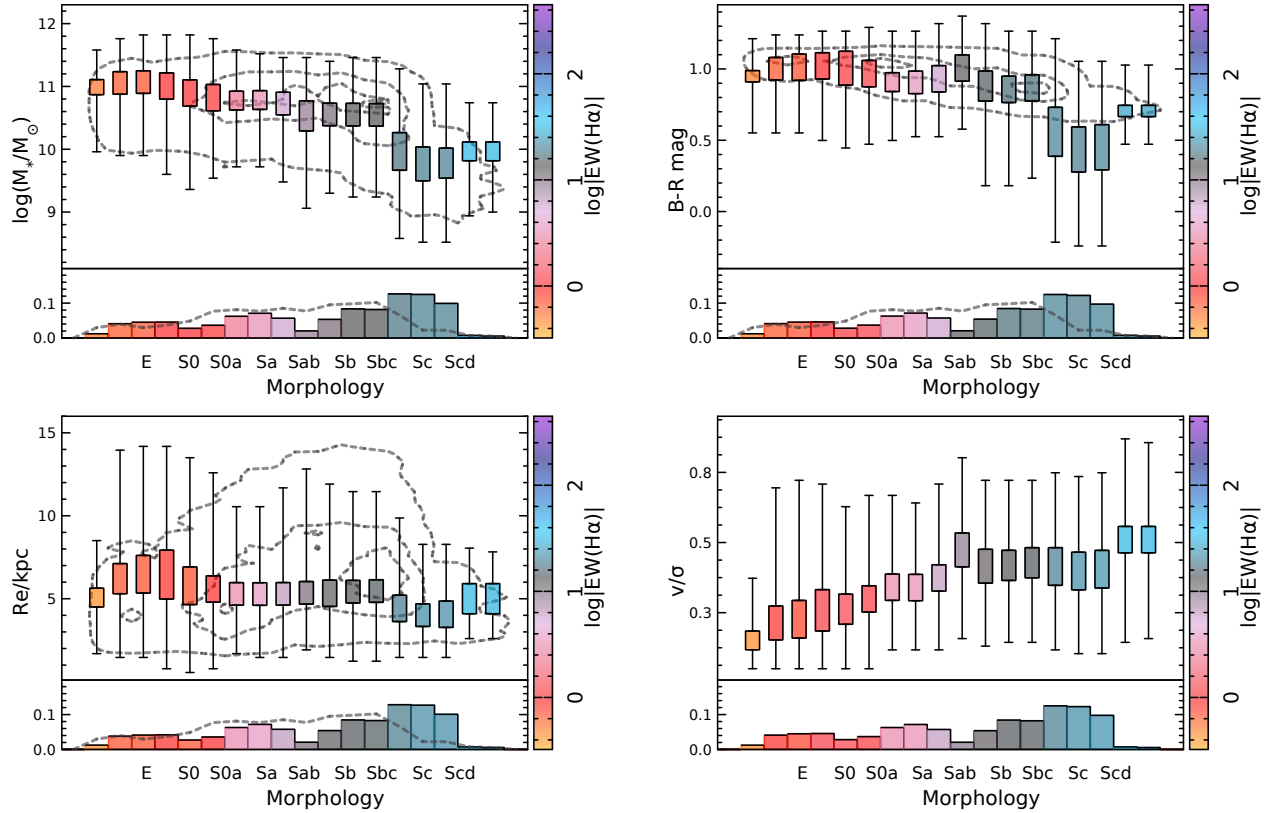 12
11
10
9
log(M*/M⊙)
0.1
0.0
E S0 S0a Sa Sab Sb Sbc Sc Scd
Morphology
2
1
0
log|EW(Hα)|
1.0
0.5
0.0
B-R mag
0.1
0.0
E S0 S0a Sa Sab Sb Sbc Sc Scd
Morphology
2
1
0
log|EW(Hα)|
15
10
5
Re/kpc
0.1
0.0
E S0 S0a Sa Sab Sb Sbc Sc Scd
Morphology
2
1
0
log|EW(Hα)|
0.8
0.5
0.3
v/σ
0.1
0.0
E S0 S0a Sa Sab Sb Sbc Sc Scd
Morphology
2
1
0
log|EW(Hα)|